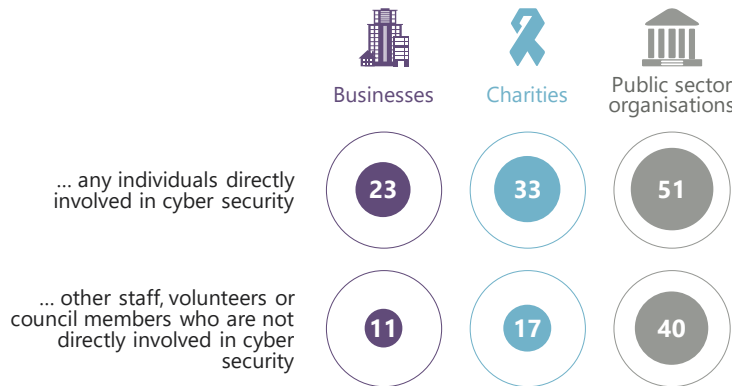 Businesses
Charities
Public sector
organisations
... any individuals directly
involved in cyber security
23
33
51
... other staff, volunteers or
council members who are not
directly involved in cyber
security
11
17
40